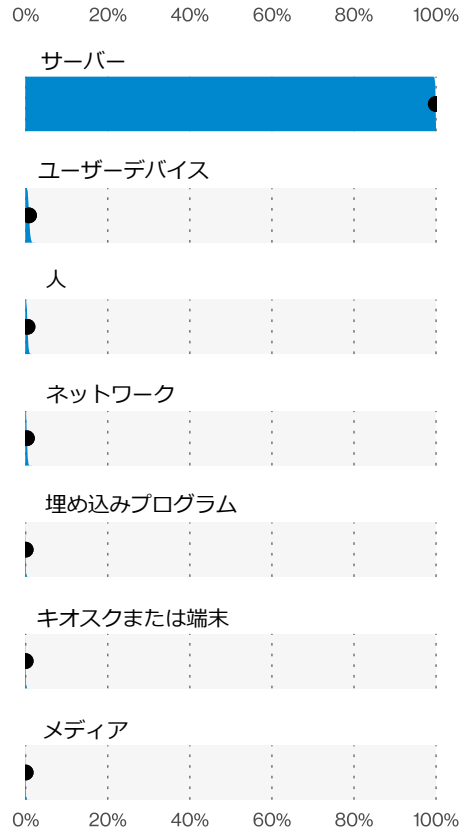 0% 20% 40% 60% 80% 100%
サーバー
ユーザーデバイス
人
ネットワーク
埋め込みプログラム
キオスクまたは端末
メディア
0% 20% 40% 60% 80% 100%